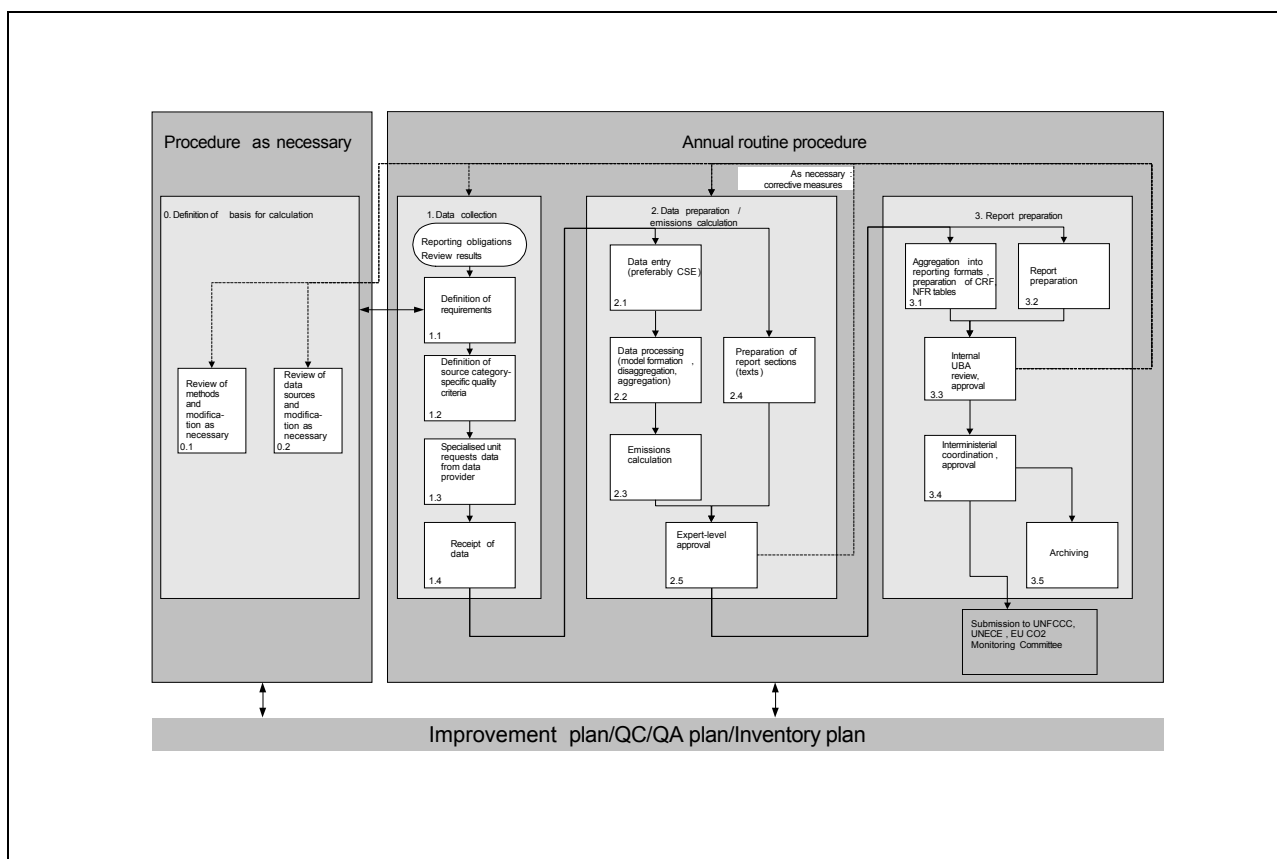 Procedure as necessary
Annual routine procedure
As necessary :
corrective measures
0. Definition of basis for calculation
Review of
methods
and
modifica-
tion as
necessary
0.1
Review of
data
sources
and
modifica-
tion as
necessary
0.2
1. Data collection
Reporting obligations
Review results
Definition of
requirements
1.1
Definition of
source category-
specific quality
criteria
1.2
Specialised unit
requests data
from data
provider
1.3
Receipt of
data
1.4
2. Data preparation /
emissions calculation
Data entry
(preferably CSE)
2.1
Data processing
(model formation ,
disaggregation,
aggregation)
2.2
Emissions
calculation
2.3
Preparation of
report sections
(texts)
2.4
Expert-level
approval
2.5
3. Report preparation
Aggregation into
reporting formats ,
preparation of CRF,
NFR tables
3.1
Report
preparation
3.2
Internal
UBA
review,
approval
3.3
Interministerial
coordination ,
approval
3.4
Archiving
3.5
Submission to UNFCCC,
UNECE , EU CO2
Monitoring Committee
Improvement plan/QC/QA plan/Inventory plan